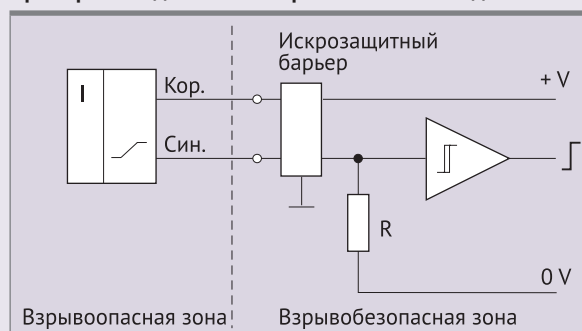 Искрозащитный
барьер
I
Кор.
+ V
Син.
R
0 V
Взрывоопасная зона
Взрывобезопасная зона